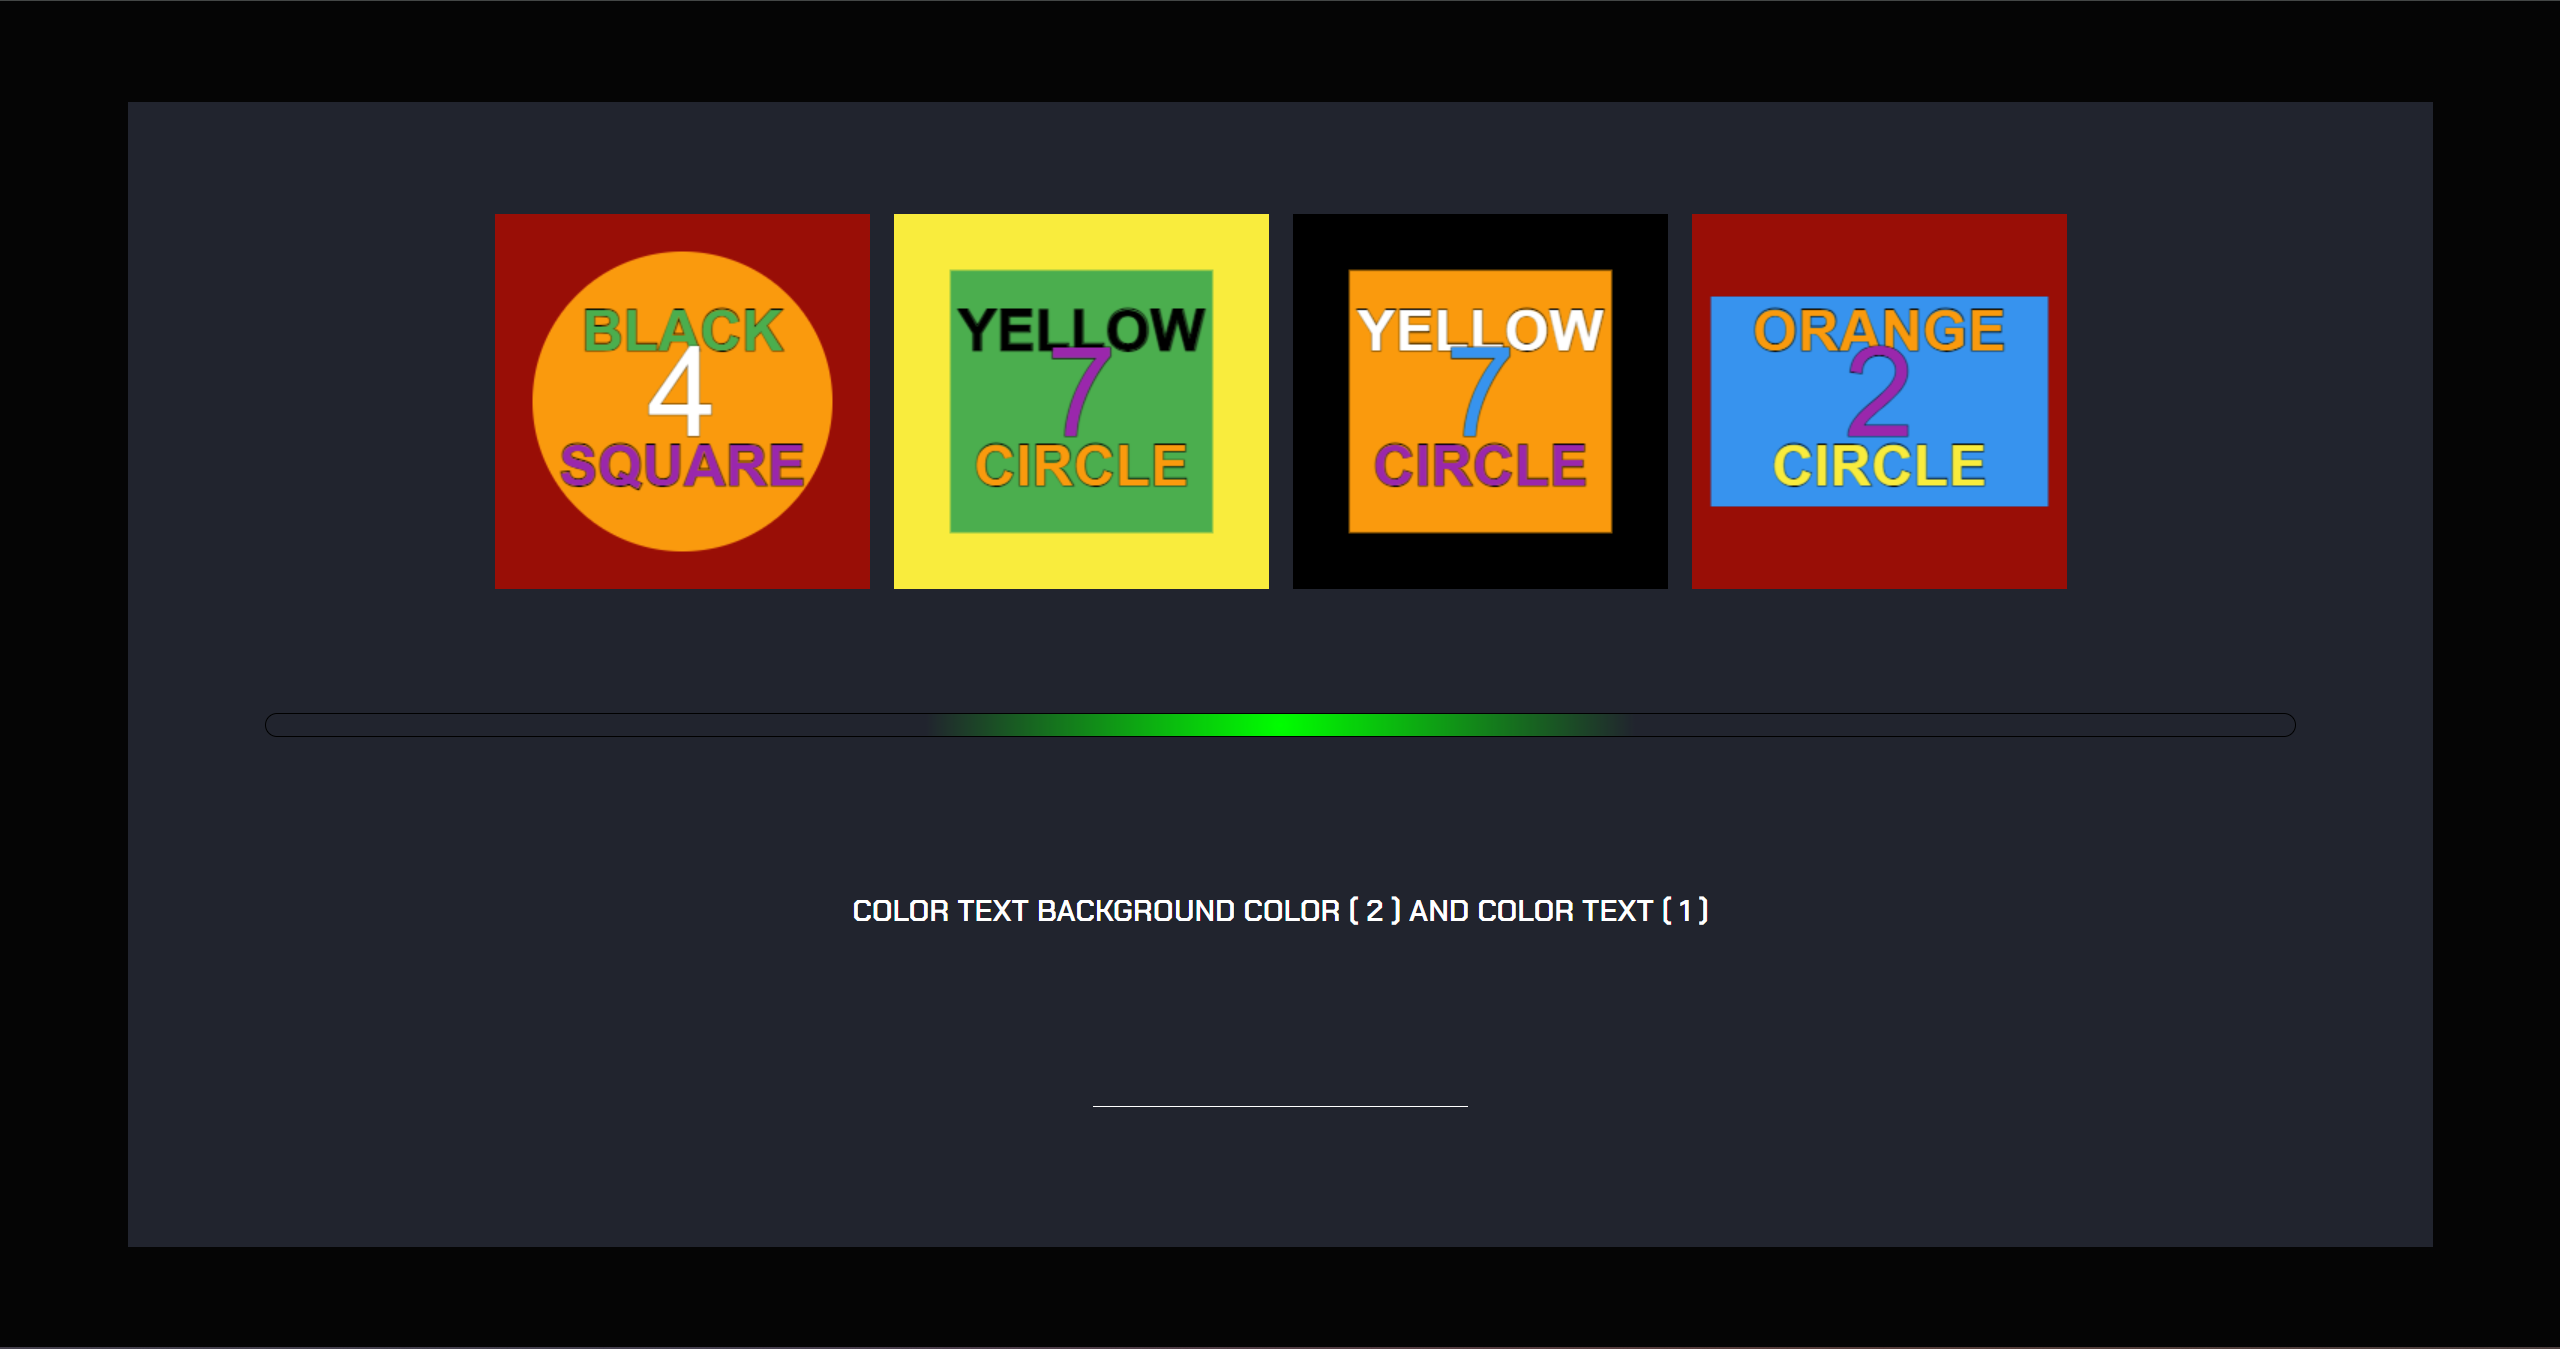 BLACK
4
SQUARE
YELLOW
7
CIRCLE
YELLOW
7
CIRCLE
ORANGE
2
CIRCLE
COLOR TEXT BACKGROUND COLOR ( 2 ) AND COLOR TEXT ( 1 )